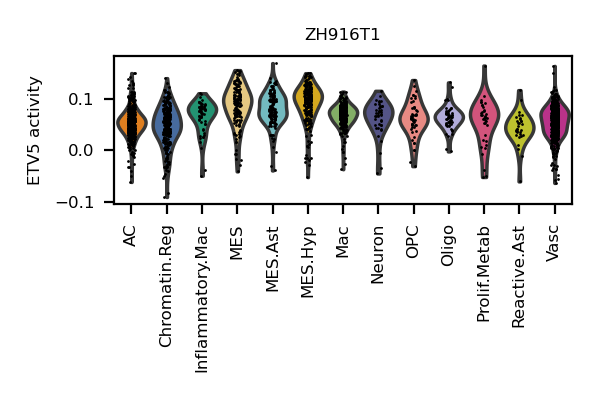 ZH916T1
ETV5 activity
0.1
0.0
−0.1
AC
Chromatin.Reg
Inflammatory.Mac
MES
MES.Ast
MES.Hyp
Mac
Neuron
OPC
Oligo
Prolif.Metab
Reactive.Ast
Vasc